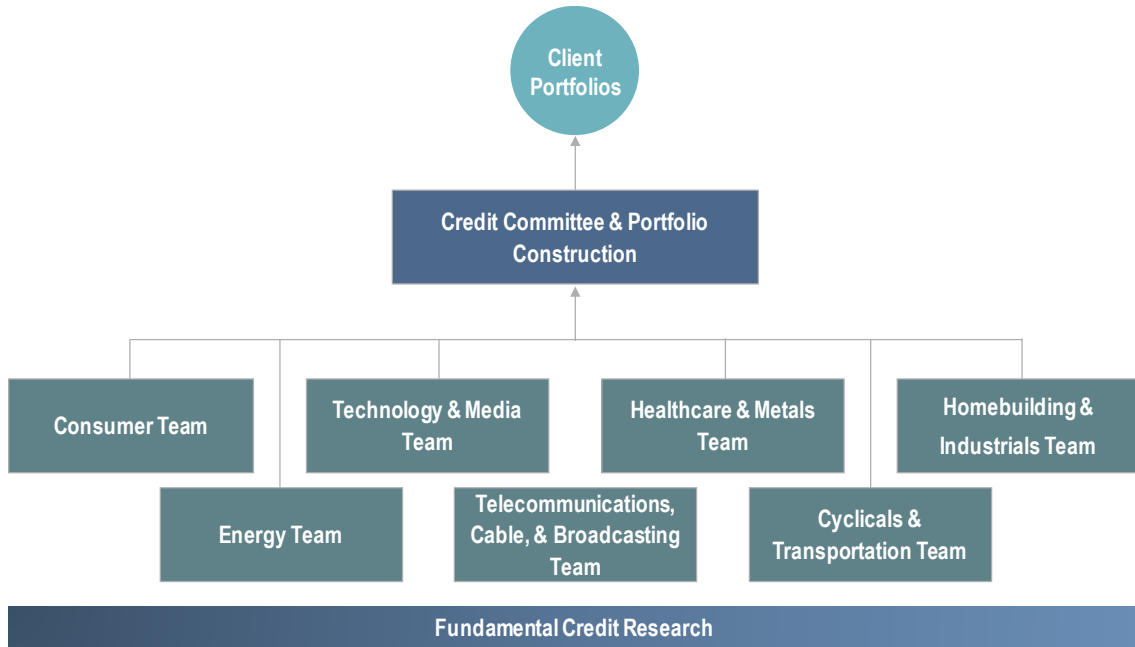 Client
Portfolios
Credit Committee & Portfolio
Construction
Consumer Team
Technology & Media
Team
Healthcare & Metals
Team
Homebuilding &
Industrials Team
Energy Team
Telecommunications,
Cable, & Broadcasting
Team
Cyclicals &
Transportation Team
Fundamental Credit Research